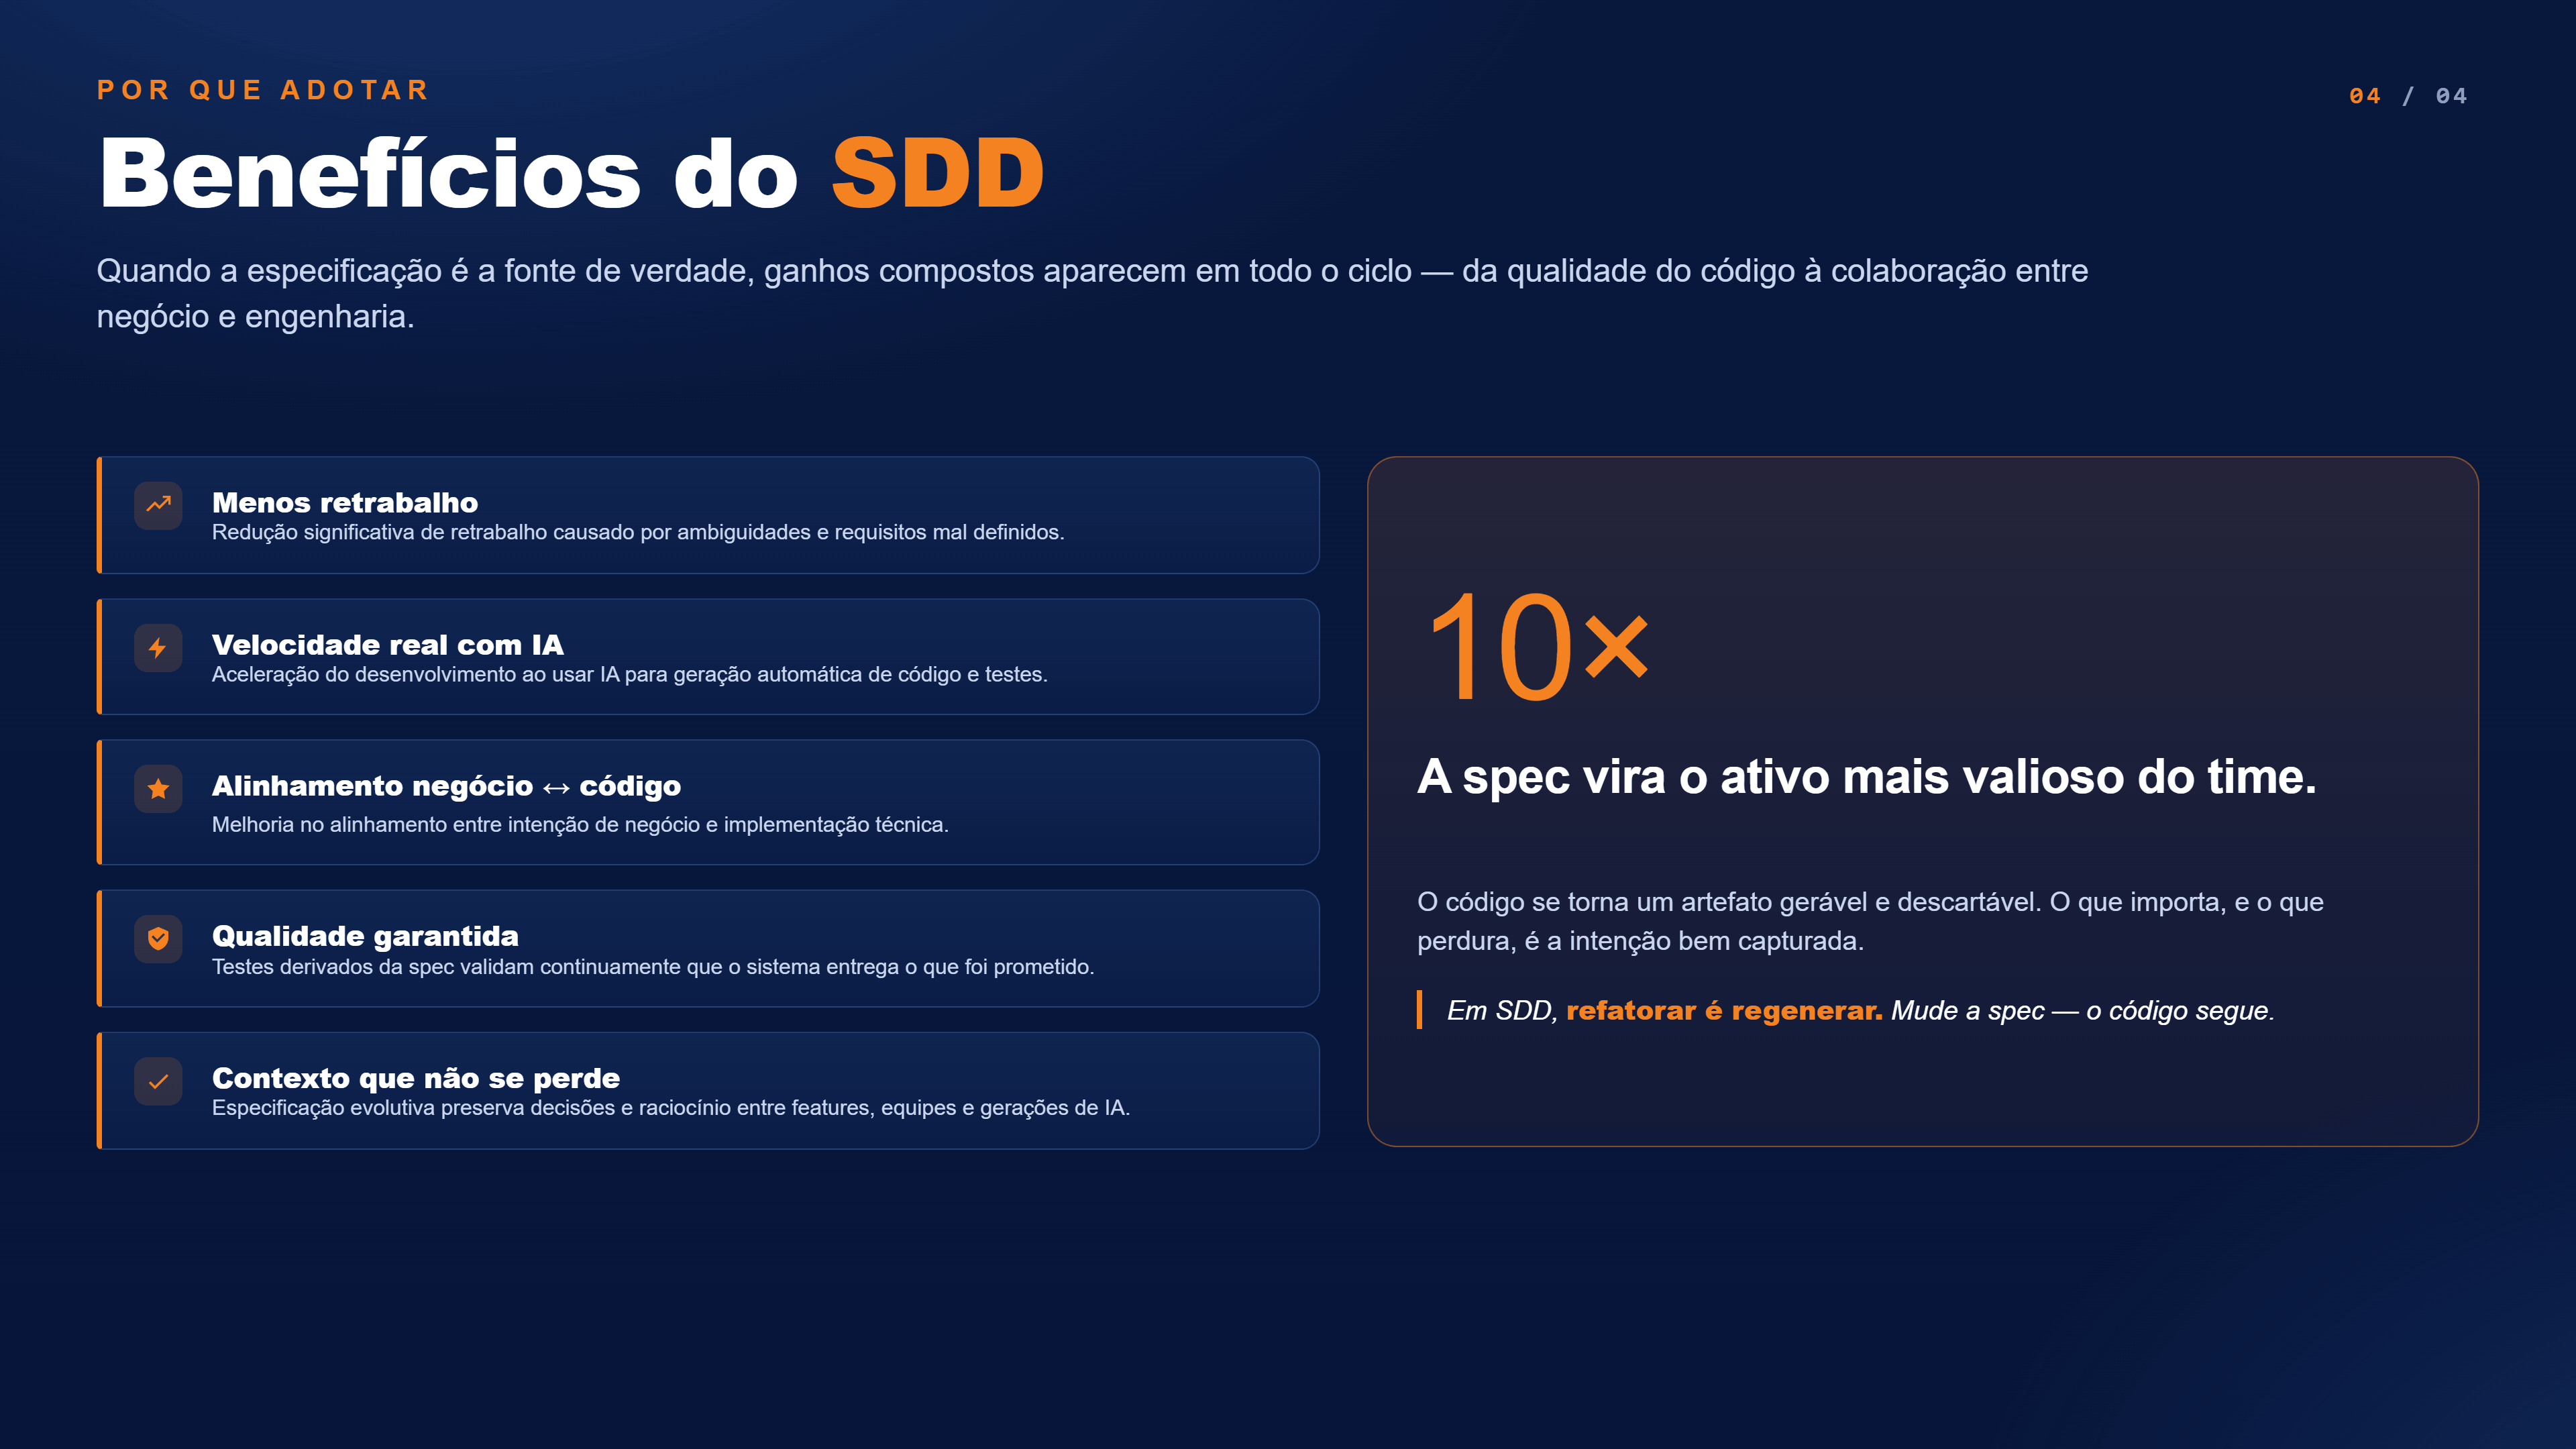 POR QUE ADOTAR
04 / 04
Benefícios do SDD
Quando a especificação é a fonte de verdade, ganhos compostos aparecem em todo o ciclo — da qualidade do código à colaboração entre
negócio e engenharia.
Menos retrabalho
Redução significativa de retrabalho causado por ambiguidades e requisitos mal definidos.
Velocidade real com IA
Aceleração do desenvolvimento ao usar IA para geração automática de código e testes.
Alinhamento negócio ↔ código
Melhoria no alinhamento entre intenção de negócio e implementação técnica.
Qualidade garantida
Testes derivados da spec validam continuamente que o sistema entrega o que foi prometido.
Contexto que não se perde
Especificação evolutiva preserva decisões e raciocínio entre features, equipes e gerações de IA.
10×
A spec vira o ativo mais valioso do time.
O código se torna um artefato gerável e descartável. O que importa, e o que
perdura, é a intenção bem capturada.
Em SDD, refatorar é regenerar. Mude a spec — o código segue.